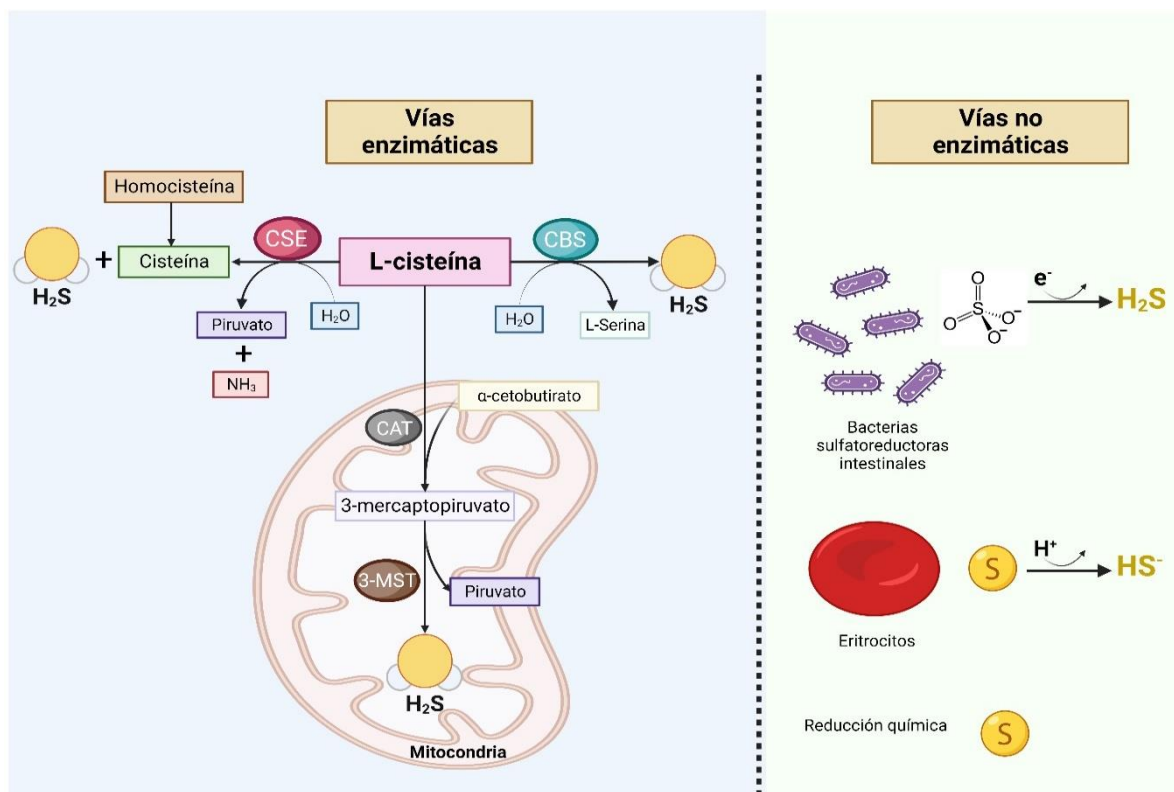 Vías
enzimáticas
Homocisteína
H₂S
+
Cisteína
CSE
L-cisteína
CBS
H₂S
Piruvato
+
NH₃
H₂O
H₂O
L-Serina
α-cetobutirato
CAT
3-mercaptopiruvato
3-MST
Piruvato
H₂S
Mitocondria
Vías no
enzimáticas
O
O
S
O⁻
O⁻
e⁻
H₂S
Bacterias
sulfatoreductoras
intestinales
Eritrocitos
S
H⁺
HS⁻
Reducción química
S